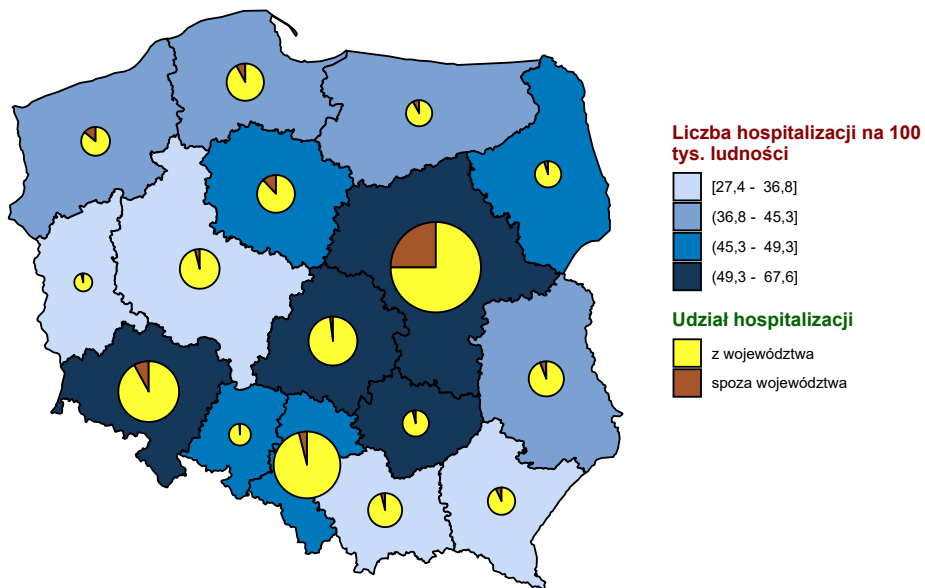 Liczba hospitalizacji na 100
tys. ludności
[27,4 - 36,8]
(36,8 - 45,3]
(45,3 - 49,3]
(49,3 - 67,6]
Udział hospitalizacji
z województwa
spoza województwa